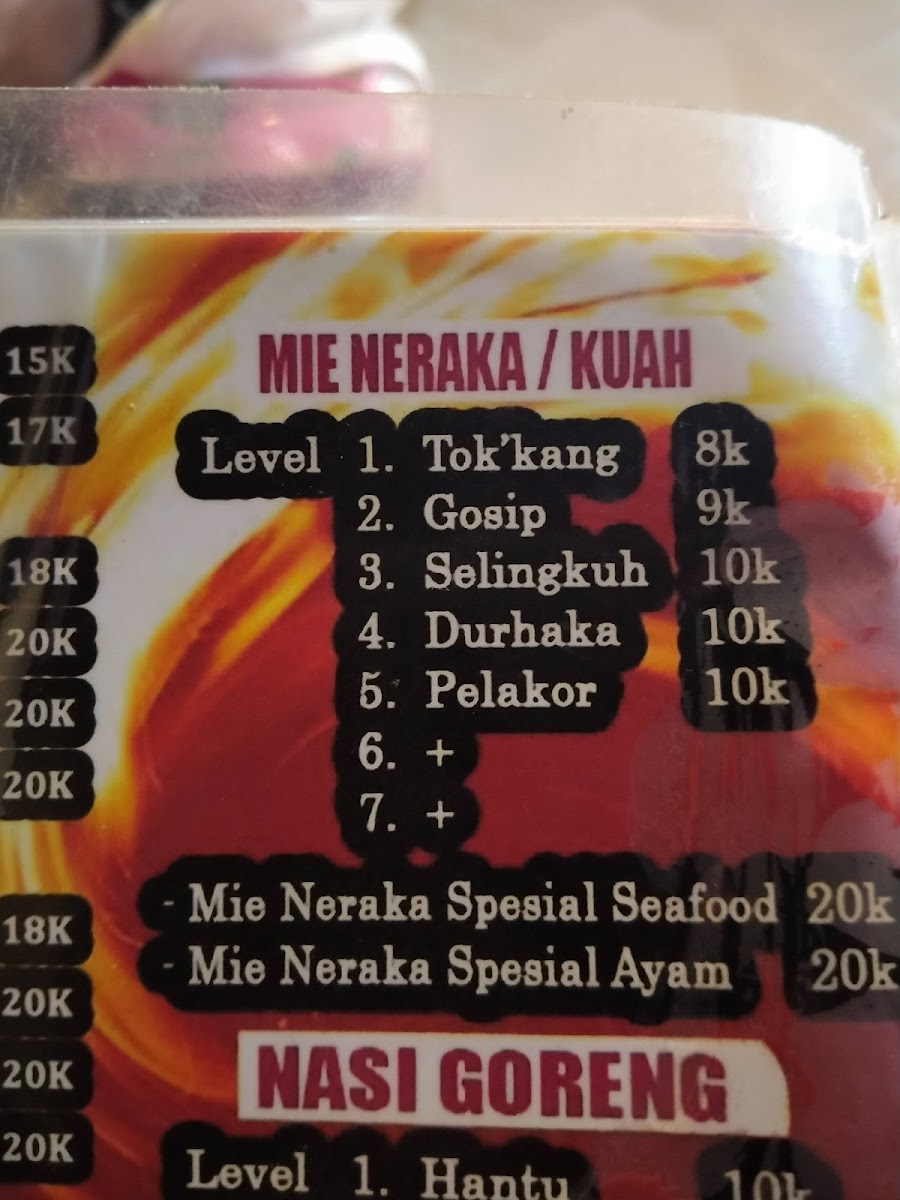 15K
17K
18K
20K
20K
20K
18K
20K
20K
20K
MIE NERAKA / KUAH
Level 1. Tok'kang 8k
2. Gosip 9k
3. Selingkuh 10k
4. Durhaka 10k
5. Pelakor 10k
6. +
7. +
- Mie Neraka Spesial Seafood 20k
- Mie Neraka Spesial Ayam 20k
NASI GORENG
Level 1. Hantu 10k